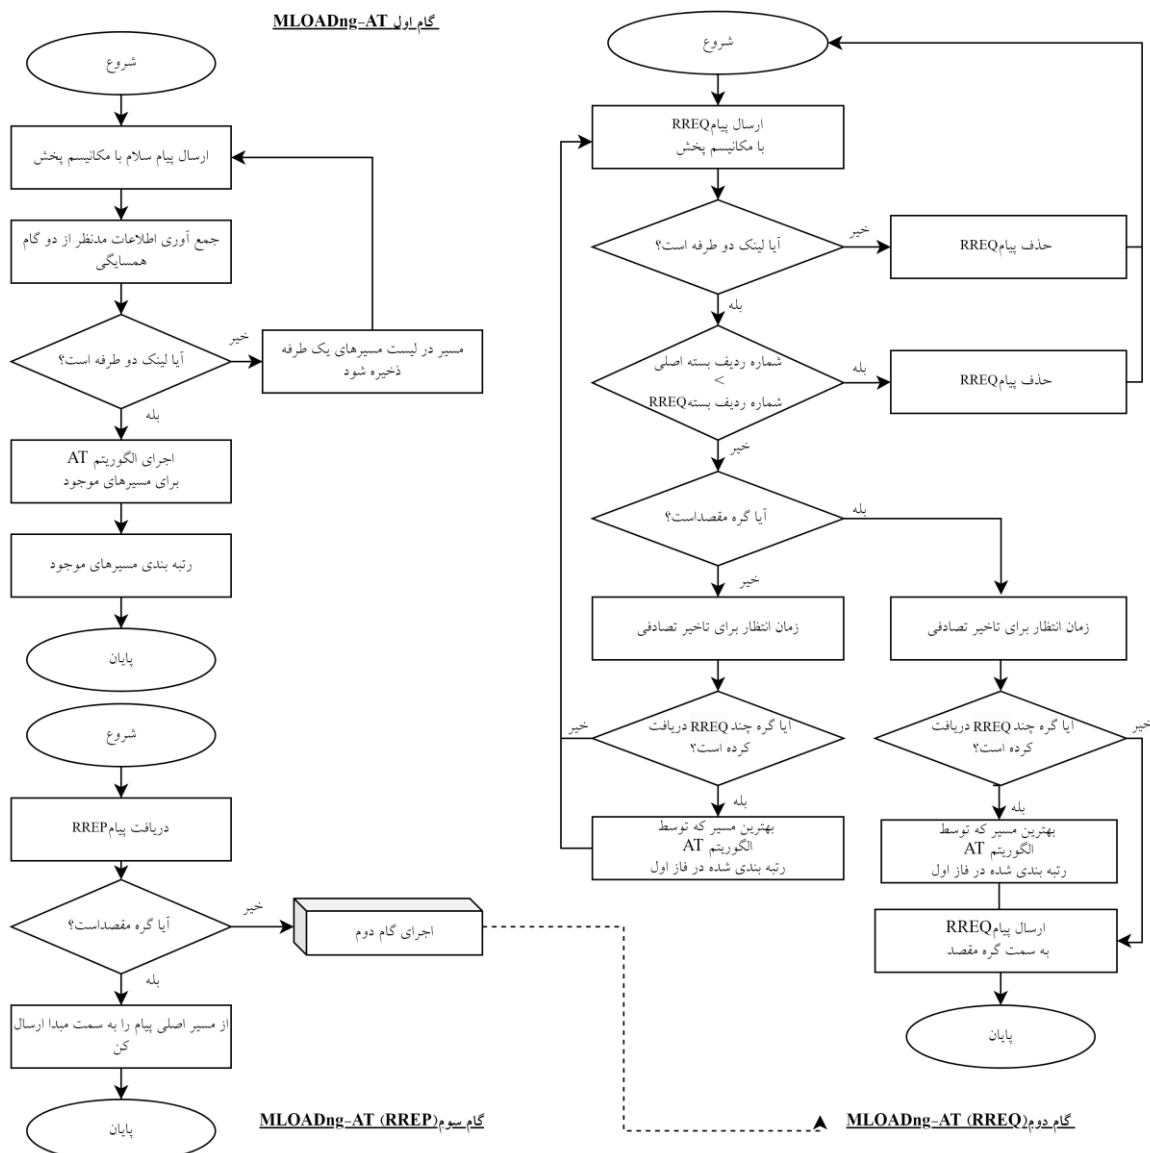 گام اول MLOADng-AT
شروع
ارسال پیام سلام با مکانیسم پخش
جمع آوری اطلاعات مدنظر از دو گام
همسایگی
آیا لینک دو طرفه است؟
خیر
مسیر در لیست مسیرهای یک طرفه
ذخیره شود
بله
اجرای الگوریتم AT
برای مسیرهای موجود
رتبه بندی مسیرهای موجود
پایان
شروع
دریافت پیام RREP
آیا گره مقصداست؟
خیر
اجرای گام دوم
بله
از مسیر اصلی پیام را به سمت مبدا ارسال
کن
پایان
گام سوم MLOADng-AT (RREP)
شروع
ارسال پیام RREQ
با مکانیسم پخش
آیا لینک دو طرفه است؟
خیر
حذف پیام RREQ
بله
شماره ردیف بسته اصلی
<
شماره ردیف بسته RREQ
بله
حذف پیام RREQ
خیر
آیا گره مقصداست؟
بله
خیر
زمان انتظار برای تاخیر تصادفی
زمان انتظار برای تاخیر تصادفی
آیا گره چند RREQ دریافت
کرده است؟
خیر
آیا گره چند RREQ دریافت
کرده است؟
خیر
بله
بهترین مسیر که توسط
الگوریتم AT
رتبه بندی شده در فاز اول
بله
بهترین مسیر که توسط
الگوریتم AT
رتبه بندی شده در فاز اول
ارسال پیام RREQ
به سمت گره مقصد
پایان
گام دوم MLOADng-AT (RREQ)